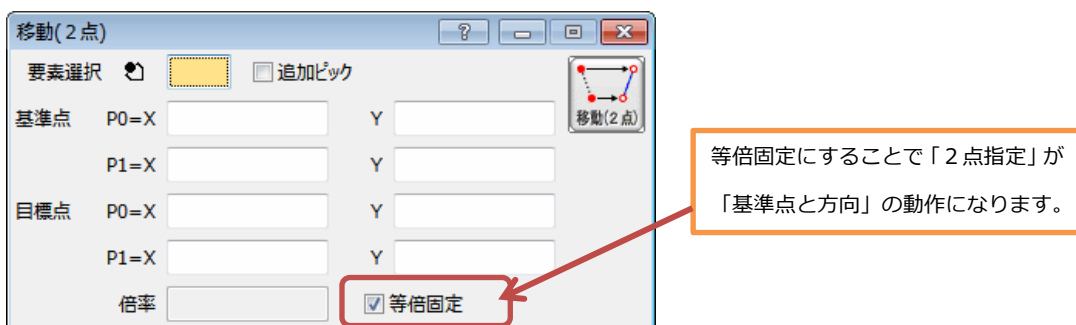 移動(２点)
要素選択 追加ピック
移動(２点)
基準点 P0=X Y
P1=X Y
目標点 P0=X Y
P1=X Y
倍率 等倍固定
等倍固定にすることで「２点指定」が
「基準点と方向」の動作になります。